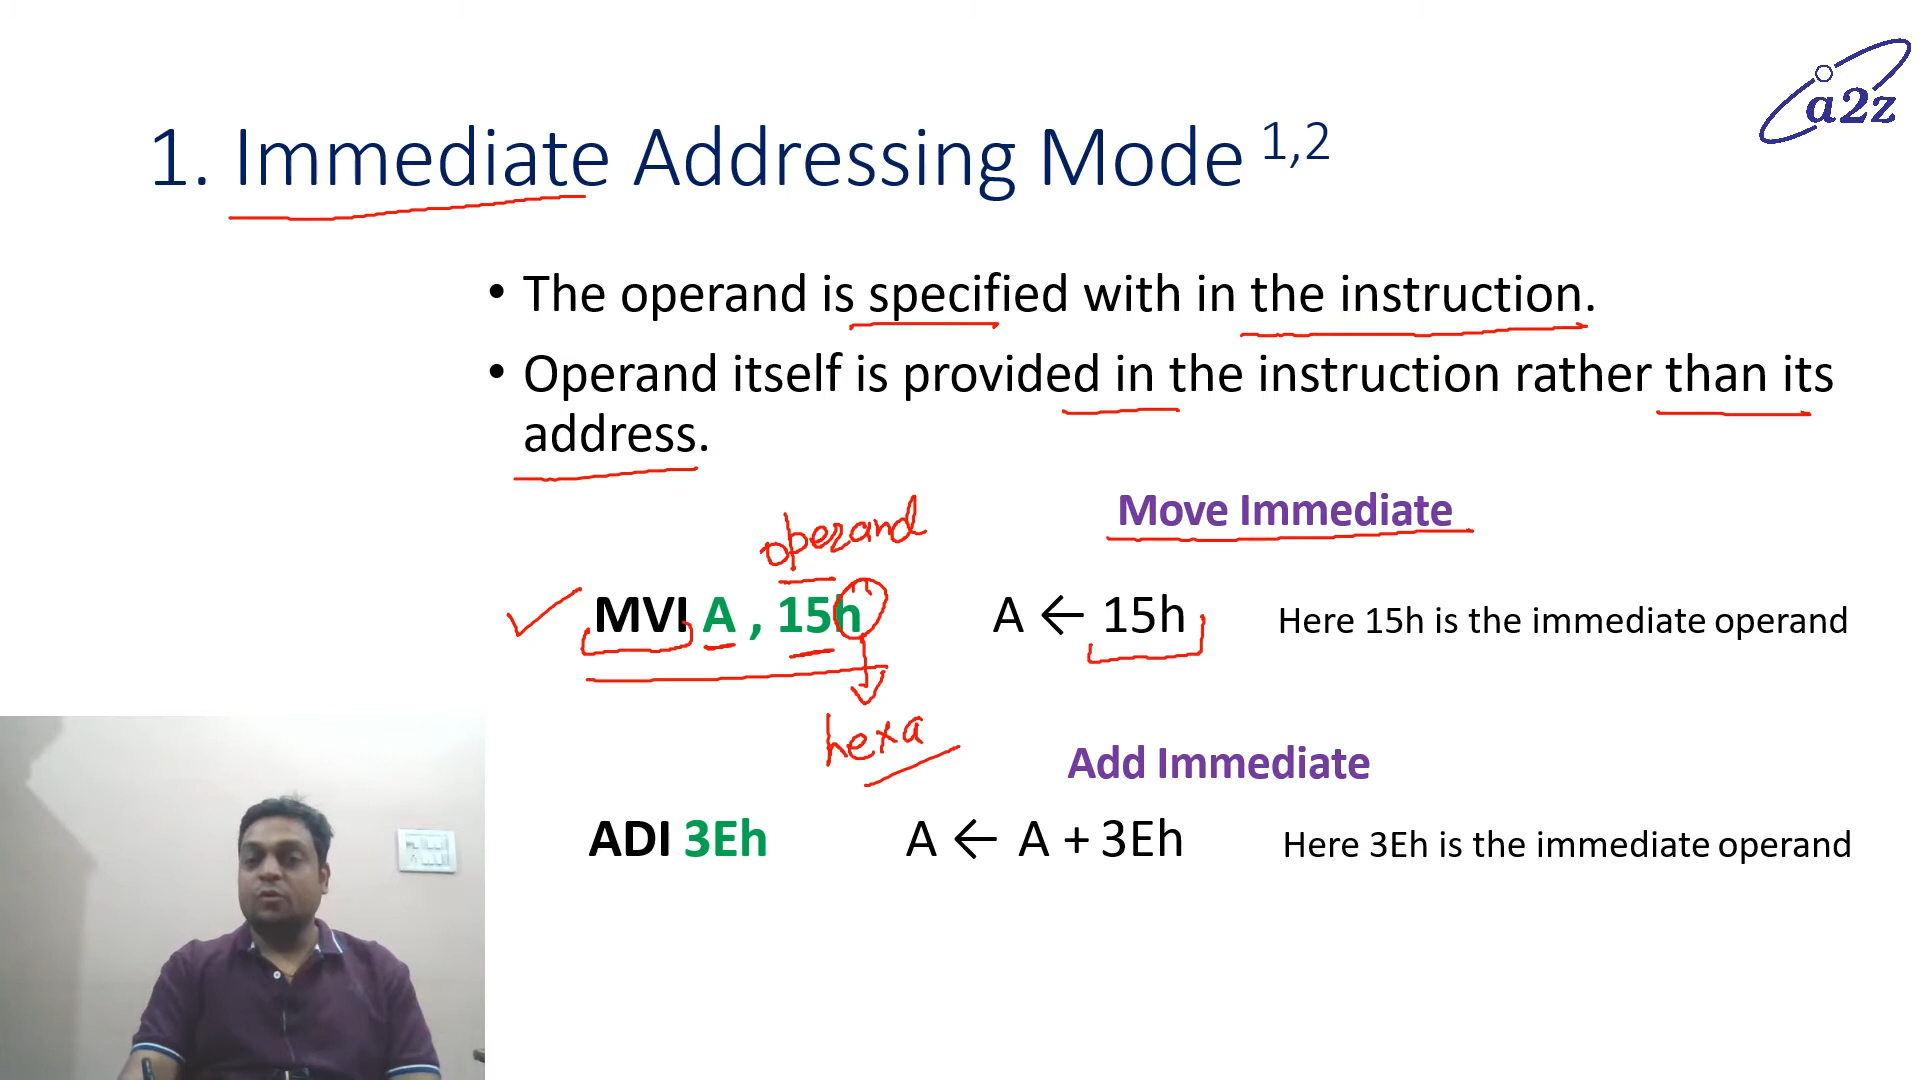 a2z
1. Immediate Addressing Mode 1,2
• The operand is specified with in the instruction.
• Operand itself is provided in the instruction rather than its
address.
Move Immediate
operand
MVI A , 15h A ← 15h Here 15h is the immediate operand
hexa
Add Immediate
ADI 3Eh A ← A + 3Eh Here 3Eh is the immediate operand